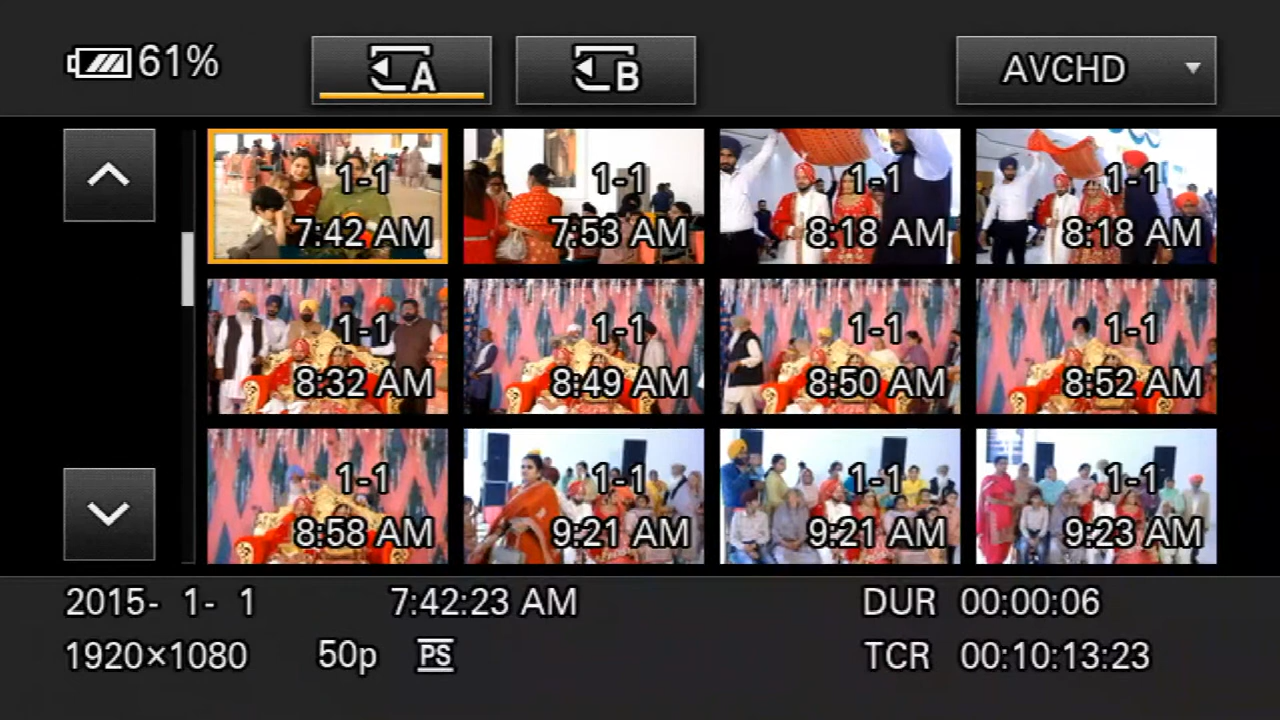 61%
A
B
AVCHD
1-1
7:42 AM
1-1
7:53 AM
1-1
8:18 AM
1-1
8:18 AM
1-1
8:32 AM
1-1
8:49 AM
1-1
8:50 AM
1-1
8:52 AM
1-1
8:58 AM
1-1
9:21 AM
1-1
9:21 AM
1-1
9:23 AM
2015- 1- 1 7:42:23 AM DUR 00:00:06
1920×1080 50p PS TCR 00:10:13:23